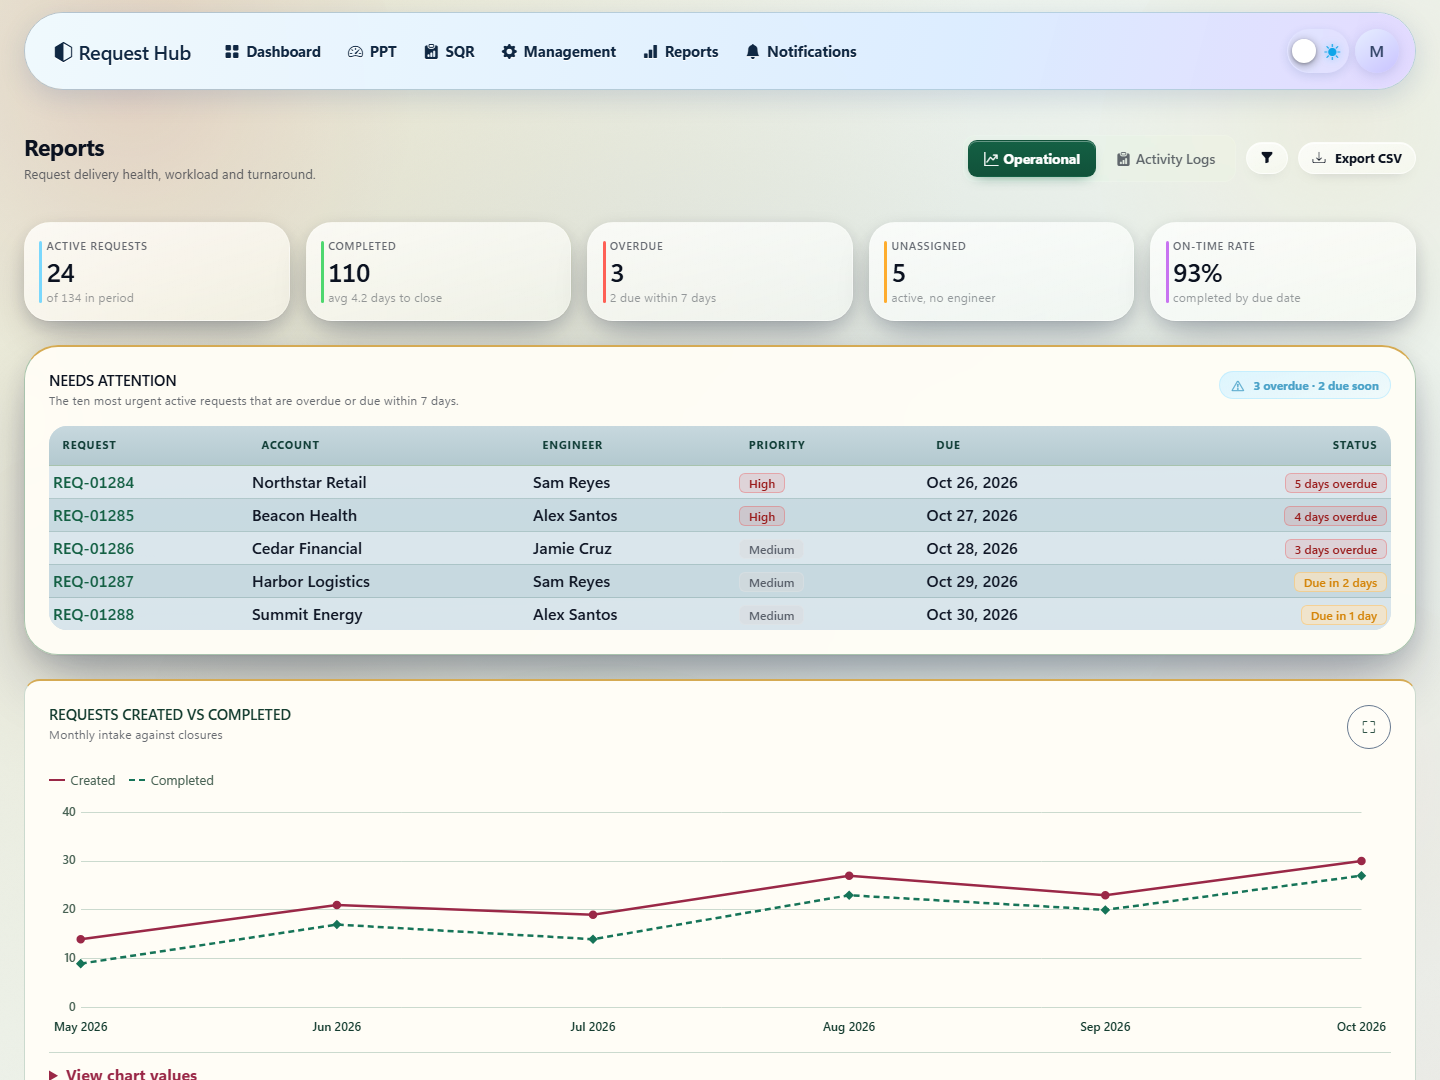 Request Hub
Dashboard
PPT
SQR
Management
Reports
Notifications
M
Reports
Request delivery health, workload and turnaround.
Operational
Activity Logs
Export CSV
ACTIVE REQUESTS
24
of 134 in period
COMPLETED
110
avg 4.2 days to close
OVERDUE
3
2 due within 7 days
UNASSIGNED
5
active, no engineer
ON-TIME RATE
93%
completed by due date
NEEDS ATTENTION
The ten most urgent active requests that are overdue or due within 7 days.
3 overdue · 2 due soon
REQUEST ACCOUNT ENGINEER PRIORITY DUE STATUS
REQ-01284 Northstar Retail Sam Reyes High Oct 26, 2026 5 days overdue
REQ-01285 Beacon Health Alex Santos High Oct 27, 2026 4 days overdue
REQ-01286 Cedar Financial Jamie Cruz Medium Oct 28, 2026 3 days overdue
REQ-01287 Harbor Logistics Sam Reyes Medium Oct 29, 2026 Due in 2 days
REQ-01288 Summit Energy Alex Santos Medium Oct 30, 2026 Due in 1 day
REQUESTS CREATED VS COMPLETED
Monthly intake against closures
Created Completed
40
30
20
10
0
May 2026 Jun 2026 Jul 2026 Aug 2026 Sep 2026 Oct 2026
View chart values